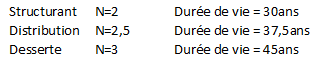 Structurant N=2 Durée de vie = 30ans
Distribution N=2,5 Durée de vie = 37,5ans
Desserte N=3 Durée de vie = 45ans